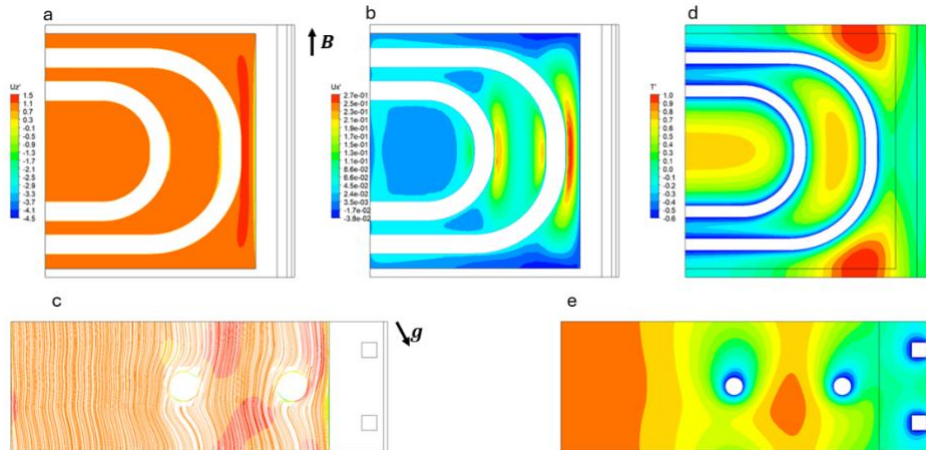 a
b
d
B
Uz'
1.5
1.1
0.7
0.3
-0.1
-0.5
-0.9
-1.3
-1.7
-2.1
-2.5
-2.9
-3.3
-3.7
-4.1
-4.5
Ux'
2.7e-01
2.5e-01
2.3e-01
2.1e-01
1.9e-01
1.7e-01
1.5e-01
1.3e-01
1.1e-01
8.6e-02
6.5e-02
4.4e-02
2.4e-02
3.5e-03
-1.7e-02
-3.8e-02
T'
1.0
0.9
0.8
0.7
0.6
0.5
0.4
0.3
0.2
0.1
-0.0
-0.1
-0.2
-0.4
-0.5
-0.6
c
e
g